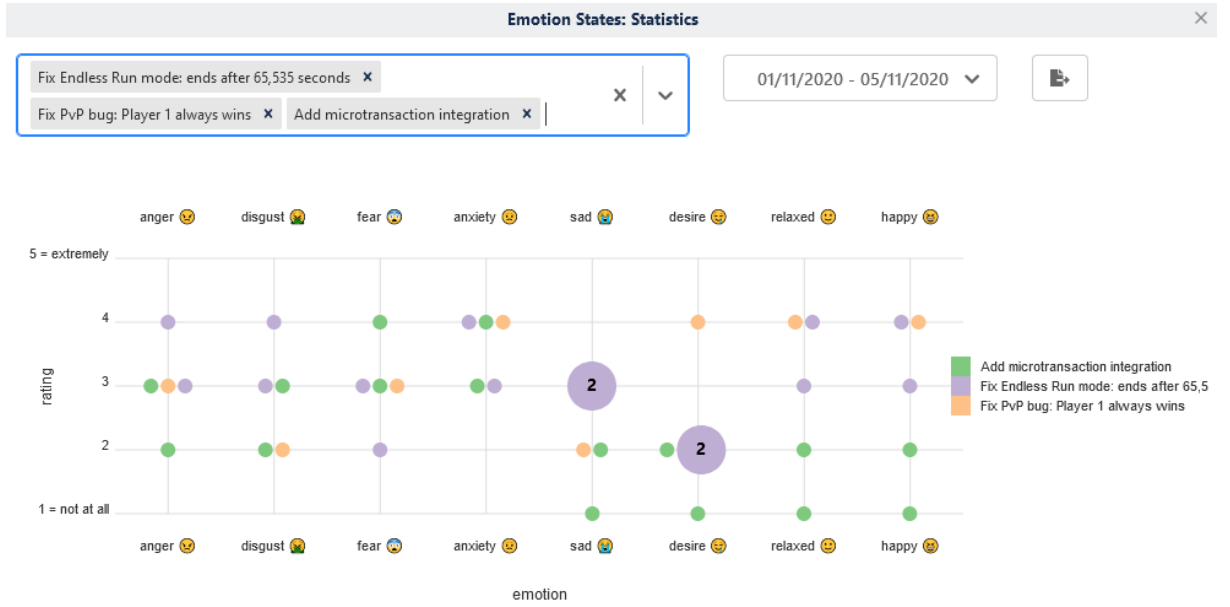 Emotion States: Statistics
Fix Endless Run mode: ends after 65,535 seconds
Fix PvP bug: Player 1 always wins
Add microtransaction integration
01/11/2020 - 05/11/2020
anger disgust fear anxiety sad desire relaxed happy
5 = extremely
4
3
2
1 = not at all
rating
2
2
Add microtransaction integration
Fix Endless Run mode: ends after 65,5
Fix PvP bug: Player 1 always wins
anger disgust fear anxiety sad desire relaxed happy
emotion